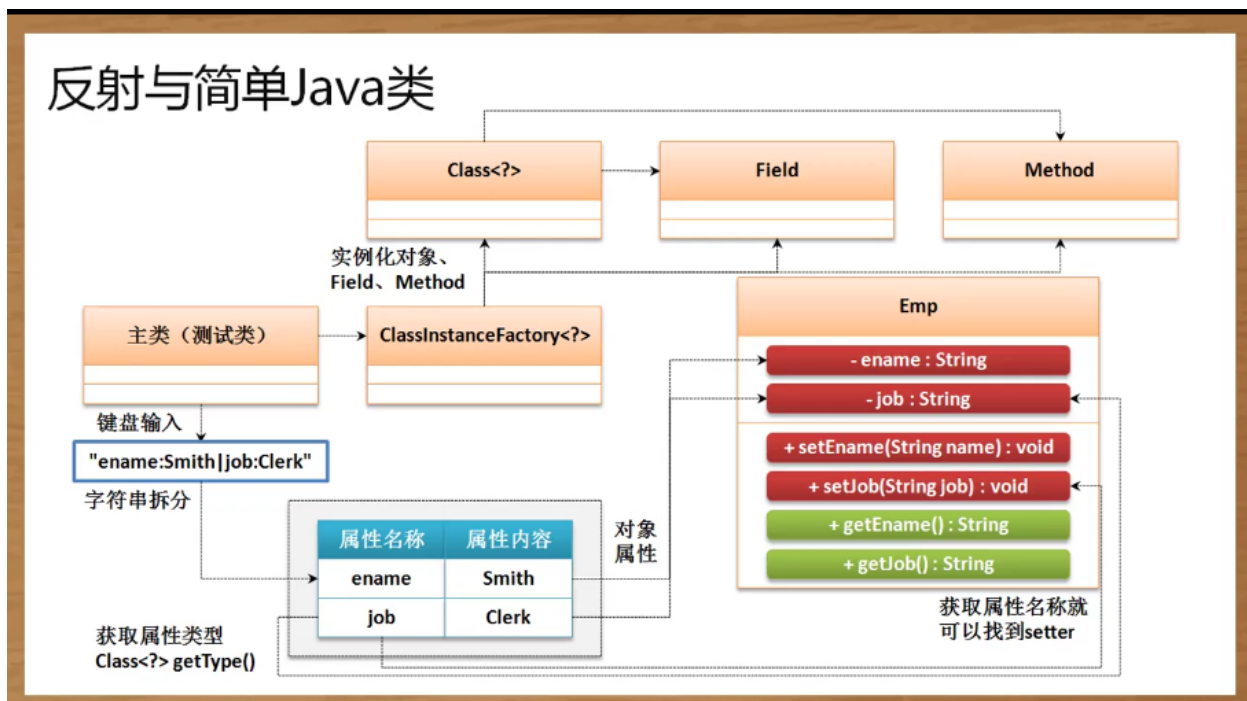 反射与简单Java类
Class<?>
Field
Method
实例化对象、
Field、Method
主类（测试类）
ClassInstanceFactory<?>
Emp
- ename : String
- job : String
+ setEname(String name) : void
+ setJob(String job) : void
+ getEname() : String
+ getJob() : String
键盘输入
"ename:Smith|job:Clerk"
字符串拆分
属性名称 属性内容
ename Smith
job Clerk
对象
属性
获取属性类型
Class<?> getType()
获取属性名称就
可以找到setter